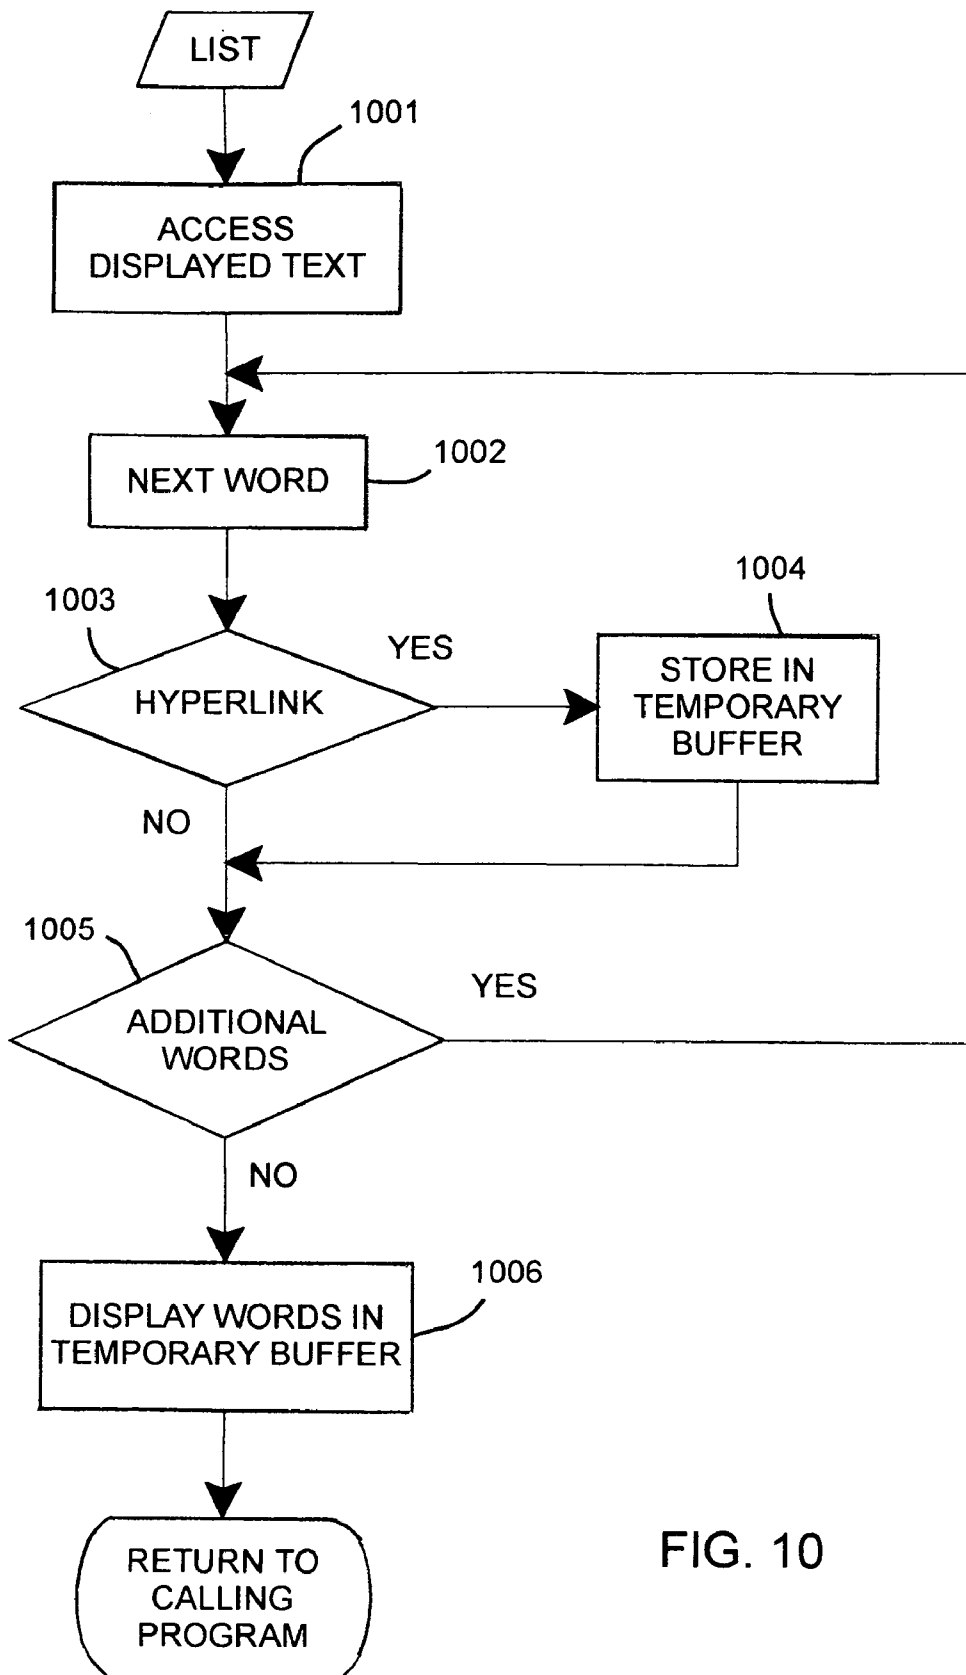 LIST
1001
ACCESS
DISPLAYED TEXT
1002
NEXT WORD
1003
HYPERLINK
YES
1004
STORE IN
TEMPORARY
BUFFER
NO
1005
ADDITIONAL
WORDS
YES
NO
1006
DISPLAY WORDS IN
TEMPORARY BUFFER
RETURN TO
CALLING
PROGRAM
FIG. 10